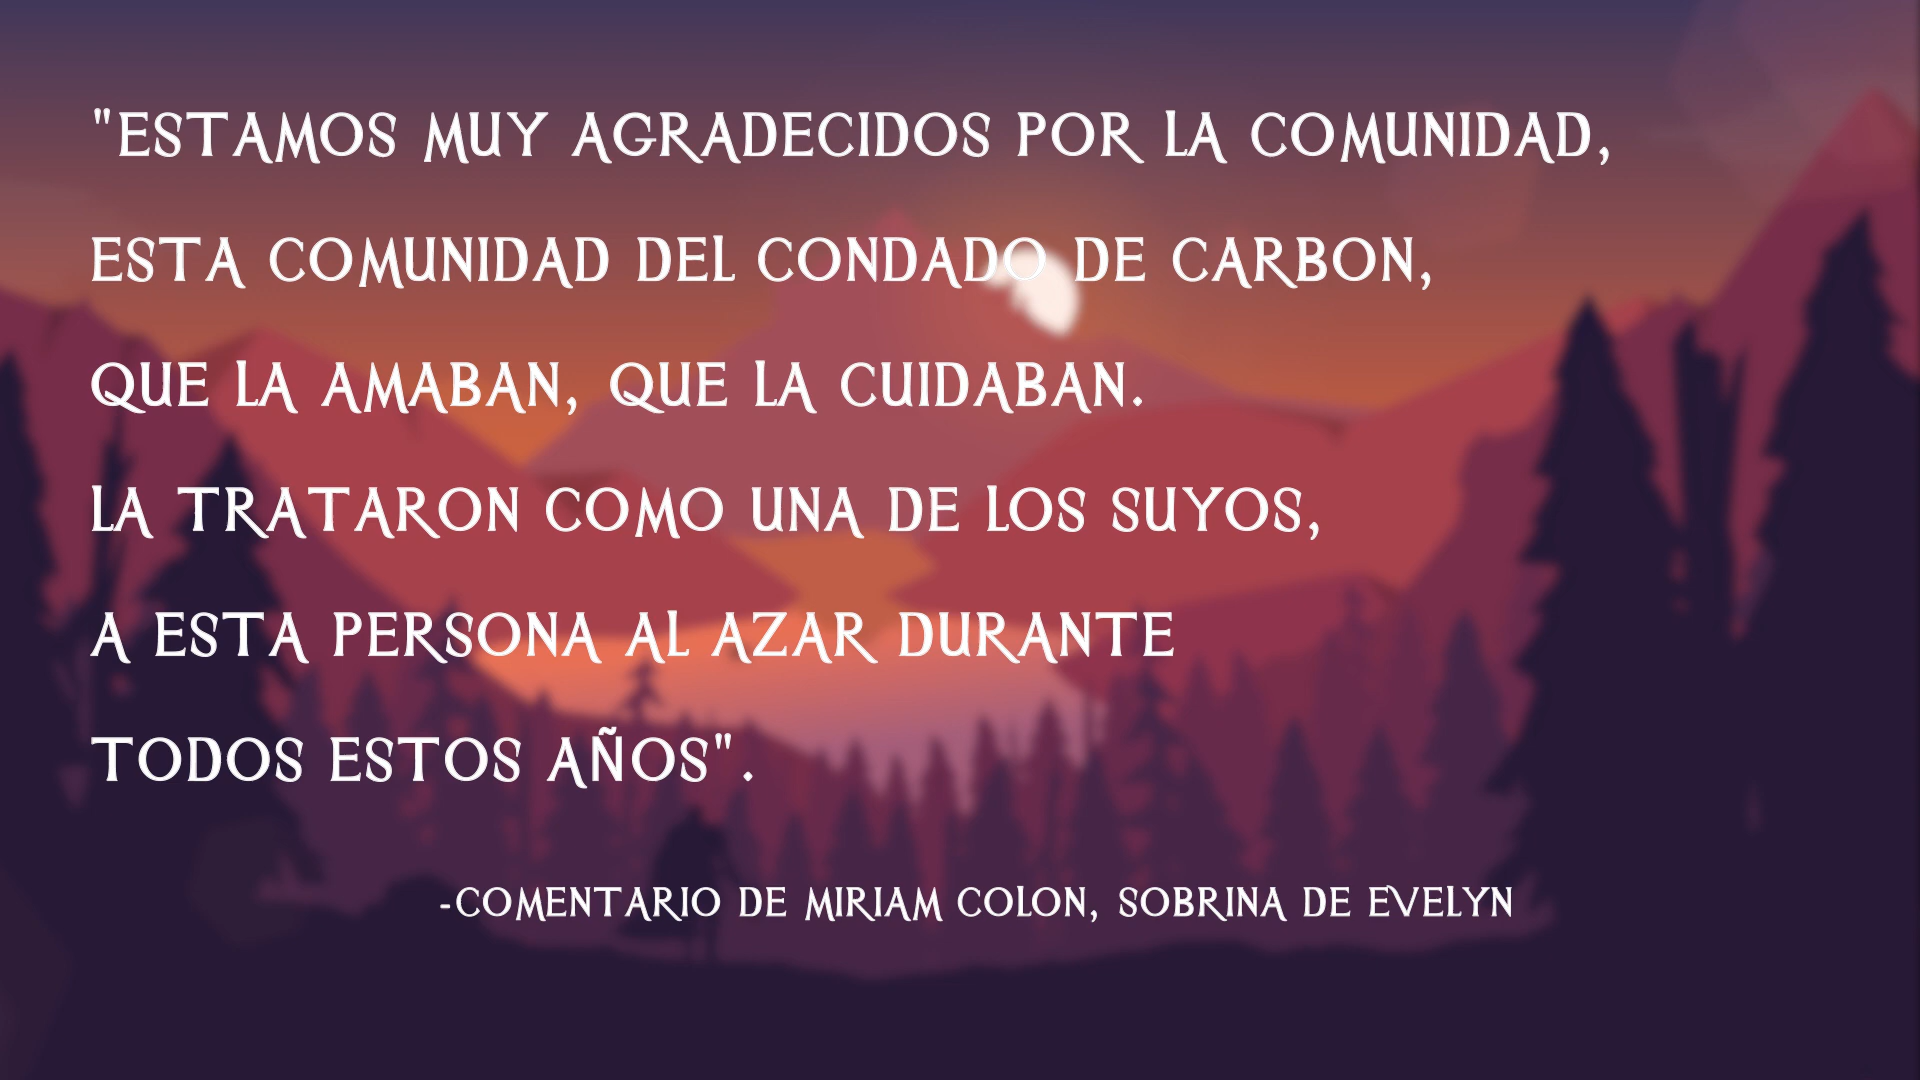 "ESTAMOS MUY AGRADECIDOS POR LA COMUNIDAD,
ESTA COMUNIDAD DEL CONDADO DE CARBON,
QUE LA AMABAN, QUE LA CUIDABAN.
LA TRATARON COMO UNA DE LOS SUYOS,
A ESTA PERSONA AL AZAR DURANTE
TODOS ESTOS AÑOS".
-COMENTARIO DE MIRIAM COLON, SOBRINA DE EVELYN